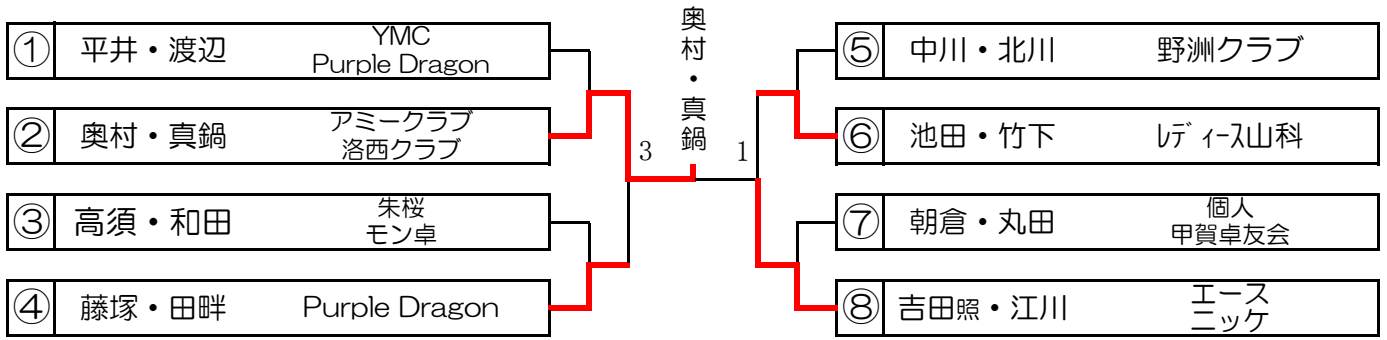 ① 平井・渡辺 YMC
Purple Dragon
② 奥村・真鍋 アミークラブ
洛西クラブ
③ 高須・和田 朱桜
モン卓
④ 藤塚・田畔 Purple Dragon
奥村・真鍋
3 1
⑤ 中川・北川 野洲クラブ
⑥ 池田・竹下 ﾚﾃﾞｨｰｽ山科
⑦ 朝倉・丸田 個人
甲賀卓友会
⑧ 吉田照・江川 エース
ニッケ